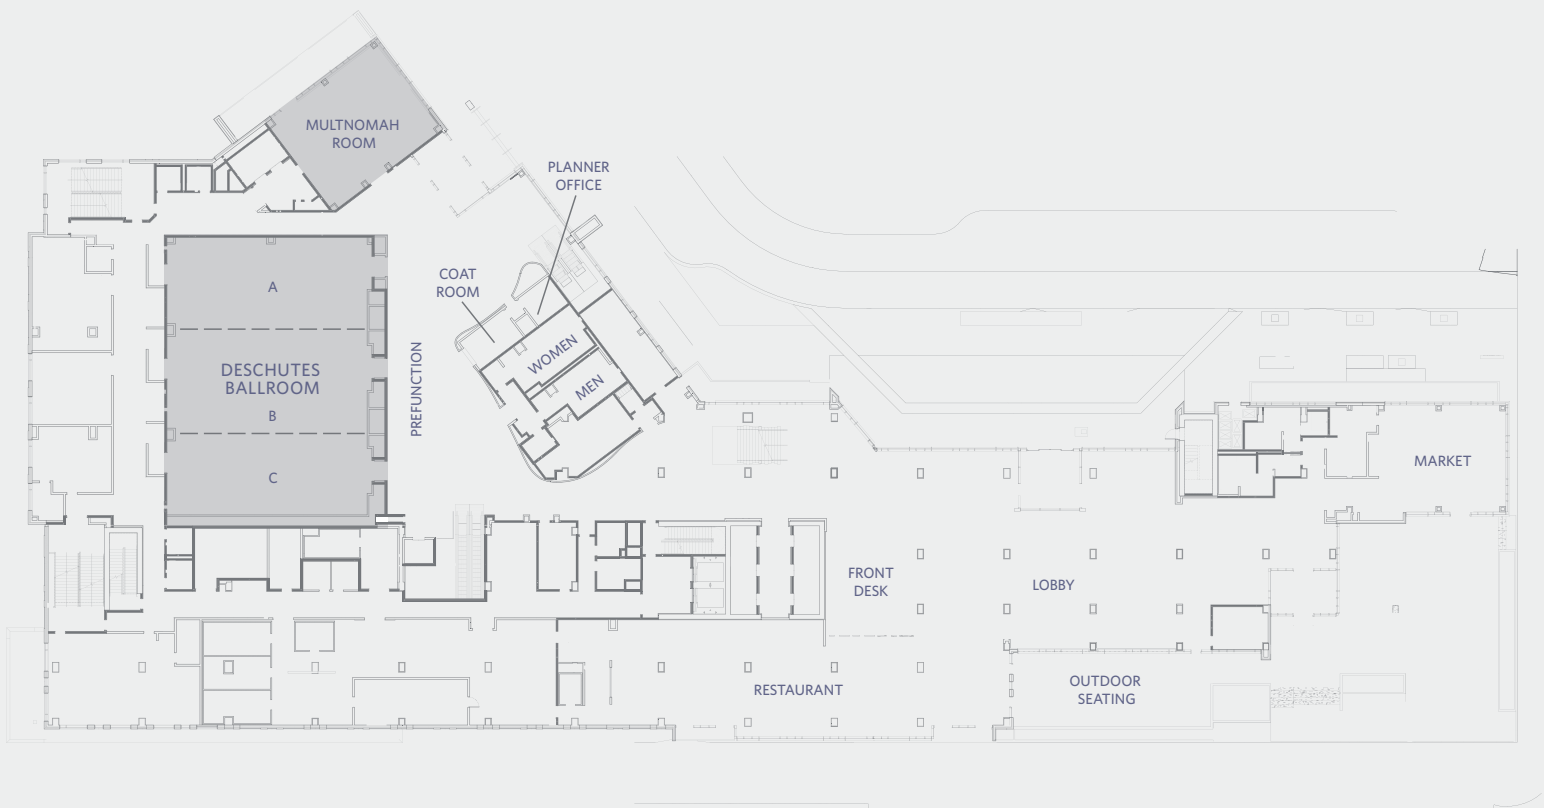 MULTNOMAH
ROOM
PLANNER
OFFICE
COAT
ROOM
A
DESCHUTES
BALLROOM
B
C
PREFUNCTION
WOMEN
MEN
MARKET
FRONT
DESK
LOBBY
RESTAURANT
OUTDOOR
SEATING